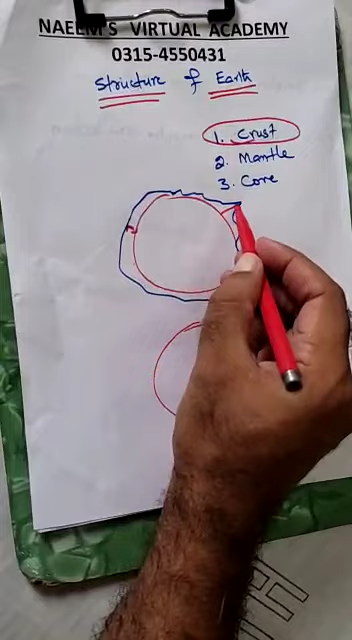 NAEEM'S VIRTUAL ACADEMY
0315-4550431
Structure of Earth
1. Crust
2. Mantle
3. Core